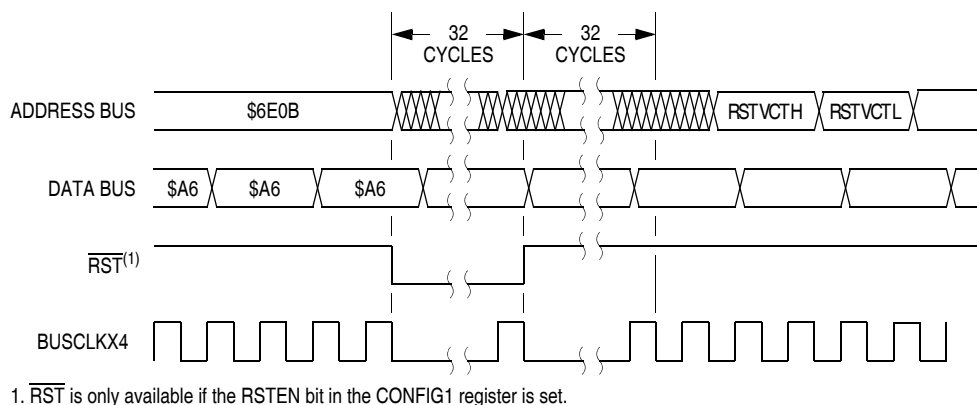 32
CYCLES
32
CYCLES
ADDRESS BUS
$6E0B
RSTVCTH
RSTVCTL
DATA BUS
$A6
$A6
$A6
RST(1)
BUSCLKX4
1. RST is only available if the RSTEN bit in the CONFIG1 register is set.